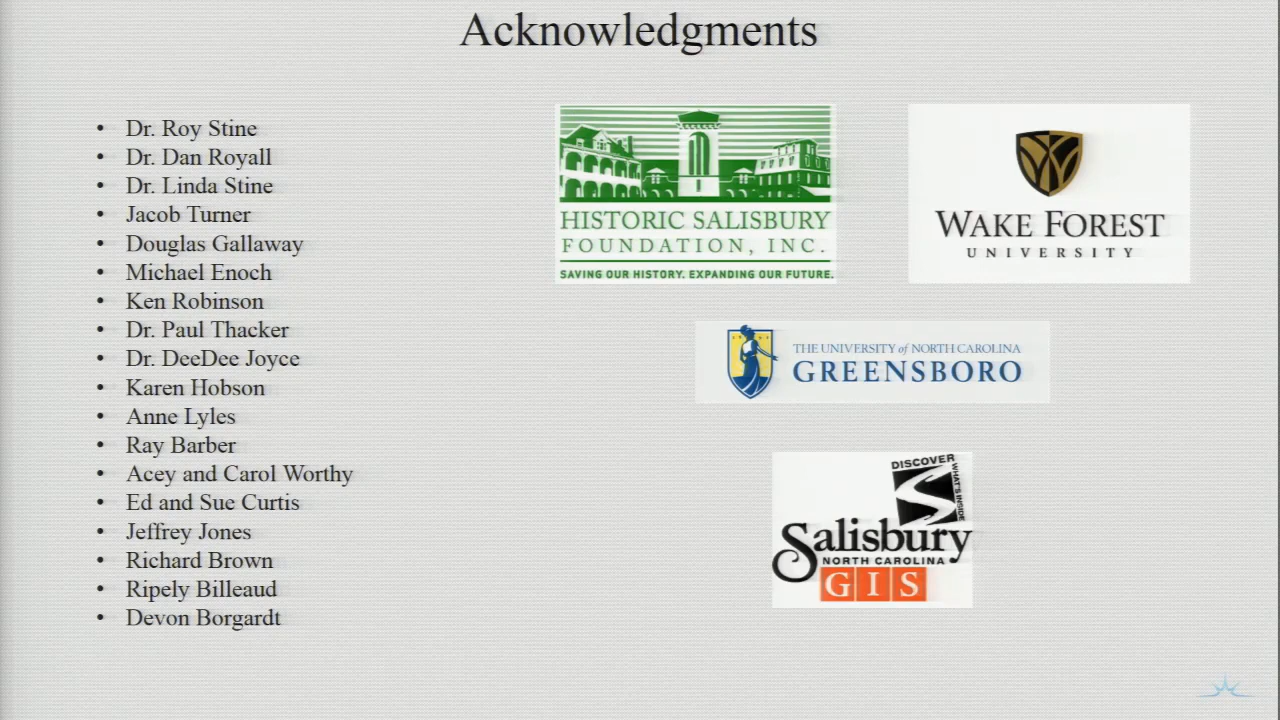 Acknowledgments
• Dr. Roy Stine
• Dr. Dan Royall
• Dr. Linda Stine
• Jacob Turner
• Douglas Gallaway
• Michael Enoch
• Ken Robinson
• Dr. Paul Thacker
• Dr. DeeDee Joyce
• Karen Hobson
• Anne Lyles
• Ray Barber
• Acey and Carol Worthy
• Ed and Sue Curtis
• Jeffrey Jones
• Richard Brown
• Ripely Billeaud
• Devon Borgardt
HISTORIC SALISBURY
FOUNDATION, INC.
SAVING OUR HISTORY. EXPANDING OUR FUTURE.
WAKE FOREST
UNIVERSITY
THE UNIVERSITY of NORTH CAROLINA
GREENSBORO
DISCOVER
WHAT'S INSIDE
Salisbury
NORTH CAROLINA
GIS